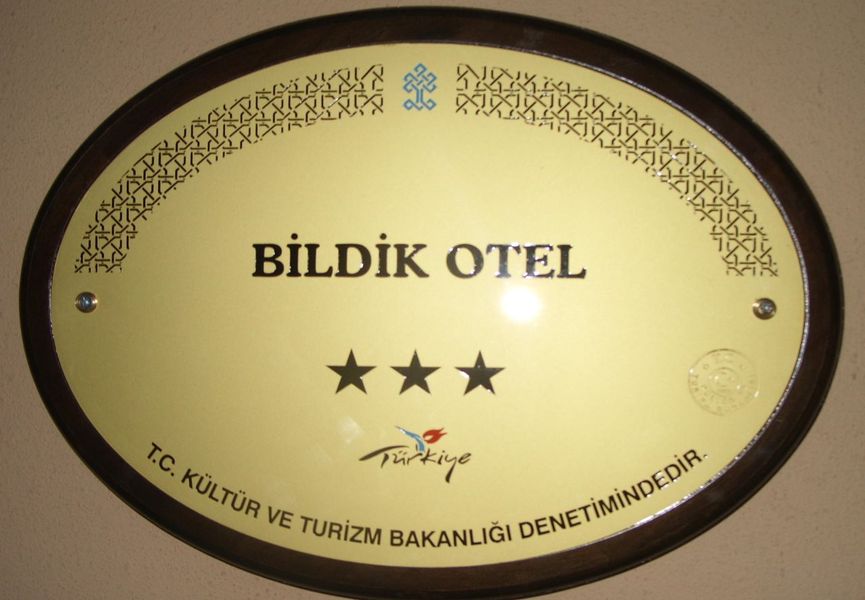 BİLDİK OTEL
Türkiye
T.C. KÜLTÜR VE TURİZM BAKANLIĞI DENETİMİNDEDİR.